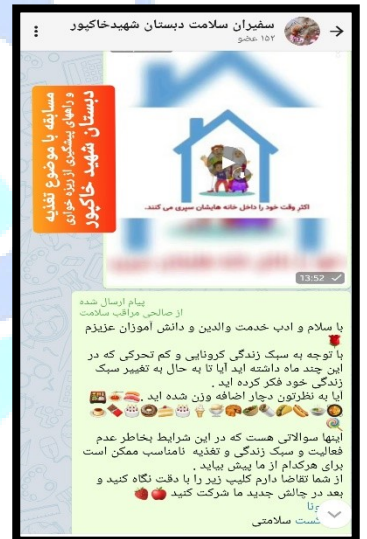 سفیران سلامت دبستان شهیدخاکپور
۱۵۲ عضو
مسابقه با موضوع تغذیه
و راههای پیشگیری از ریزه خواری
دبستان شهید خاکپور
اکثر وقت خود را داخل خانه هایشان سپری می کنند.
13:52
پیام ارسال شده
از صالحی مراقب سلامت
با سلام و ادب خدمت والدین و دانش آموزان عزیزم
🌹
با توجه به سبک زندگی کرونایی و کم تحرکی که در
این چند ماه داشته اید آیا تا به حال به تغییر سبک
زندگی خود فکر کرده اید .
ایا به نظرتون دچار اضافه وزن شده اید .
اینها سوالاتی هست که در این شرایط بخاطر عدم
فعالیت و سبک زندگی و تغذیه نامناسب ممکن است
برای هرکدام از ما پیش بیاید .
از شما تقاضا دارم کلیپ زیر را با دقت نگاه کنید و
بعد در چالش جدید ما شرکت کنید 🍎🍓
سلامتی